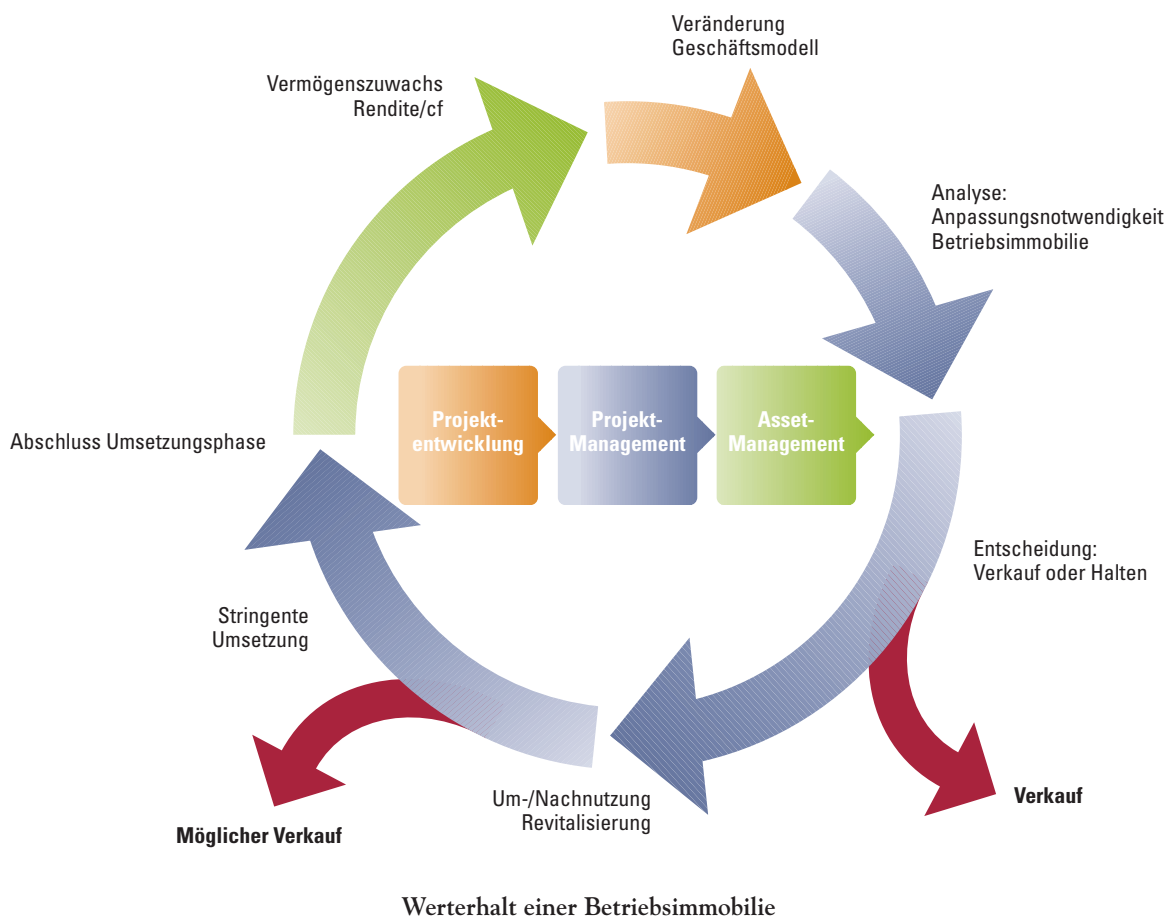 Veränderung
Geschäftsmodell
Vermögenszuwachs
Rendite/cf
Analyse:
Anpassungsnotwendigkeit
Betriebsimmobilie
Projekt-
entwicklung
Projekt-
Management
Asset-
Management
Abschluss Umsetzungsphase
Entscheidung:
Verkauf oder Halten
Stringente
Umsetzung
Um-/Nachnutzung
Revitalisierung
Verkauf
Möglicher Verkauf
Werterhalt einer Betriebsimmobilie